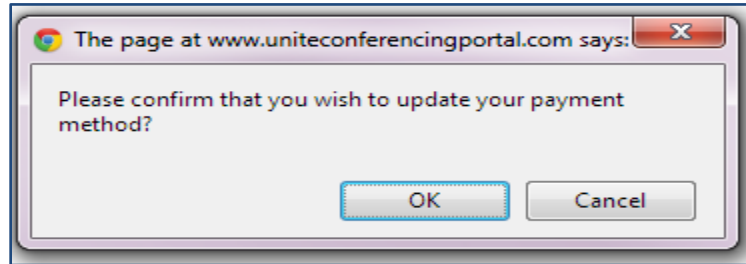 The page at www.uniteconferencingportal.com says:
Please confirm that you wish to update your payment
method?
OK Cancel